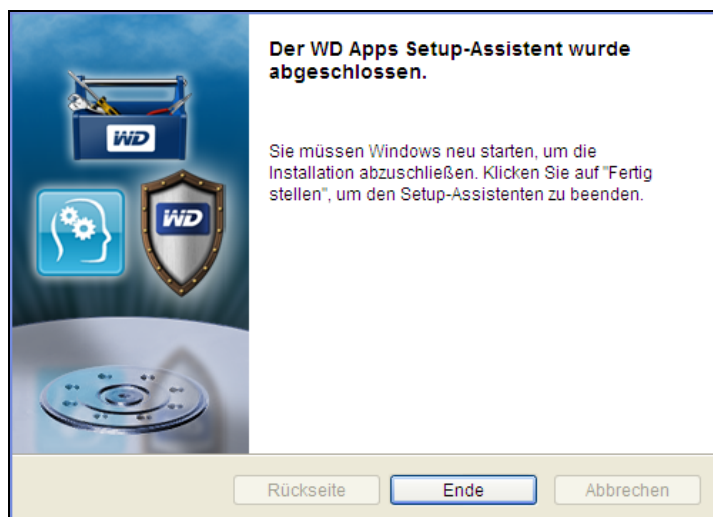 Der WD Apps Setup-Assistent wurde
abgeschlossen.
WD
Sie müssen Windows neu starten, um die
Installation abzuschließen. Klicken Sie auf "Fertig
stellen", um den Setup-Assistenten zu beenden.
WD
Rückseite
Ende
Abbrechen